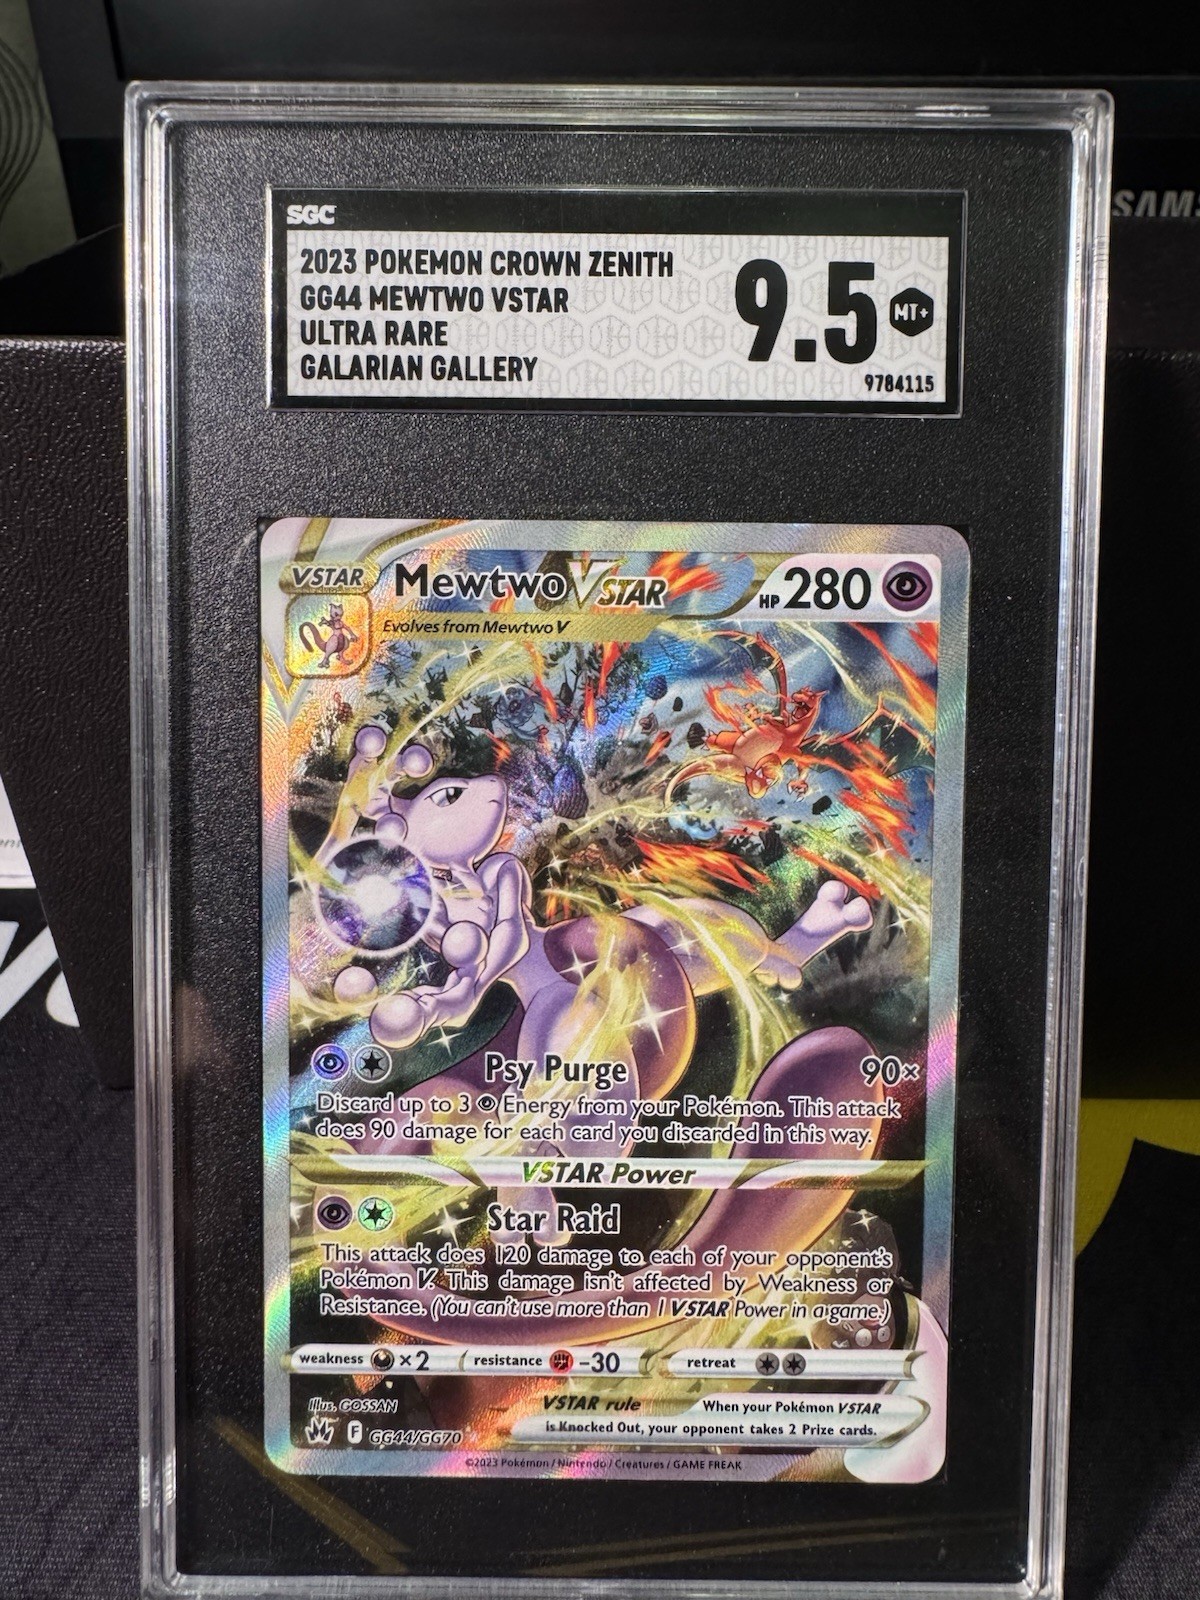 SAMS
SGC
2023 POKEMON CROWN ZENITH
GG44 MEWTWO VSTAR
ULTRA RARE
GALARIAN GALLERY
9.5
MT+
9784115
VSTAR
Mewtwo VSTAR
HP 280
Evolves from Mewtwo V
Psy Purge 90×
Discard up to 3 Energy from your Pokémon. This attack
does 90 damage for each card you discarded in this way.
VSTAR Power
Star Raid
This attack does 120 damage to each of your opponent's
Pokémon V. This damage isn't affected by Weakness or
Resistance. (You can't use more than 1 VSTAR Power in a game.)
weakness ×2 resistance -30 retreat
Illus. GOSSAN
VSTAR rule When your Pokémon VSTAR
is Knocked Out, your opponent takes 2 Prize cards.
F GG44/GG70
©2023 Pokémon / Nintendo / Creatures / GAME FREAK